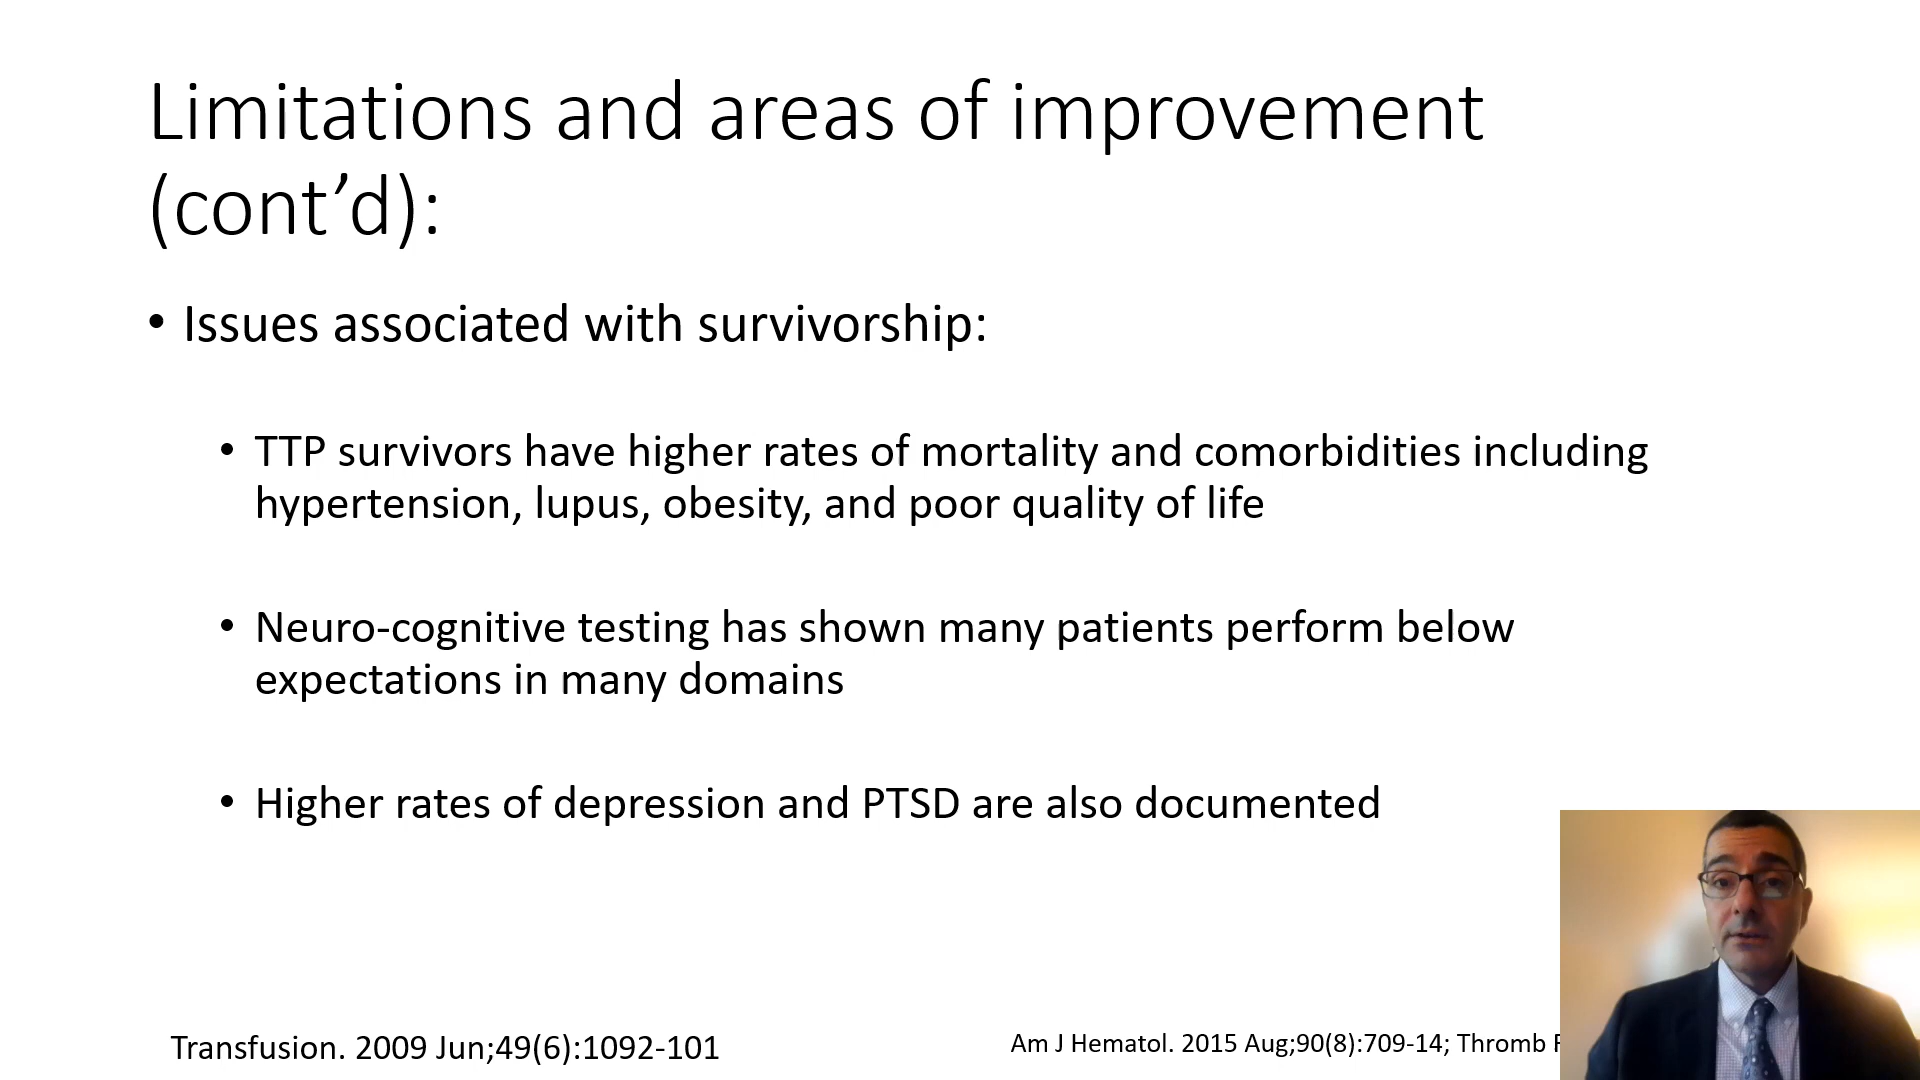 Limitations and areas of improvement
(cont’d):
• Issues associated with survivorship:
• TTP survivors have higher rates of mortality and comorbidities including
hypertension, lupus, obesity, and poor quality of life
• Neuro-cognitive testing has shown many patients perform below
expectations in many domains
• Higher rates of depression and PTSD are also documented
Transfusion. 2009 Jun;49(6):1092-101
Am J Hematol. 2015 Aug;90(8):709-14; Thromb